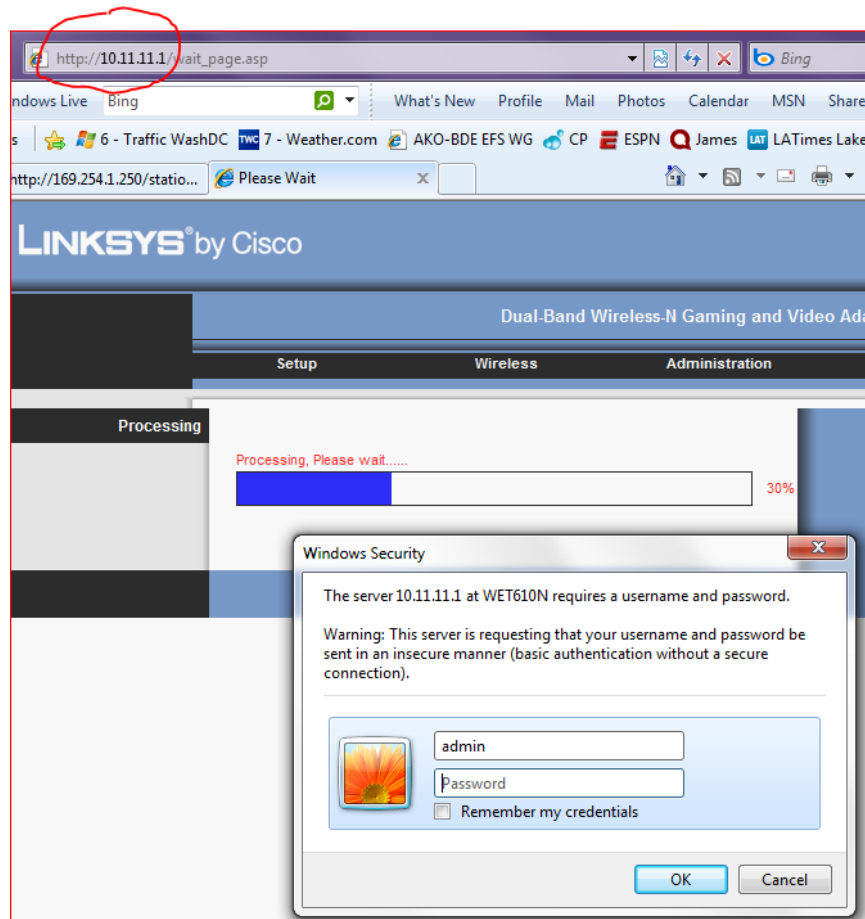 http://10.11.11.1/wait_page.asp
Bing
ndows Live
Bing
What's New Profile Mail Photos Calendar MSN Share
s 6 - Traffic WashDC TWC 7 - Weather.com AKO-BDE EFS WG CP ESPN James LAT LATimes Lake
http://169.254.1.250/statio... Please Wait
LINKSYS® by Cisco
Dual-Band Wireless-N Gaming and Video Ada
Setup Wireless Administration
Processing
Processing, Please wait......
30%
Windows Security
The server 10.11.11.1 at WET610N requires a username and password.
Warning: This server is requesting that your username and password be
sent in an insecure manner (basic authentication without a secure
connection).
admin
Password
Remember my credentials
OK Cancel